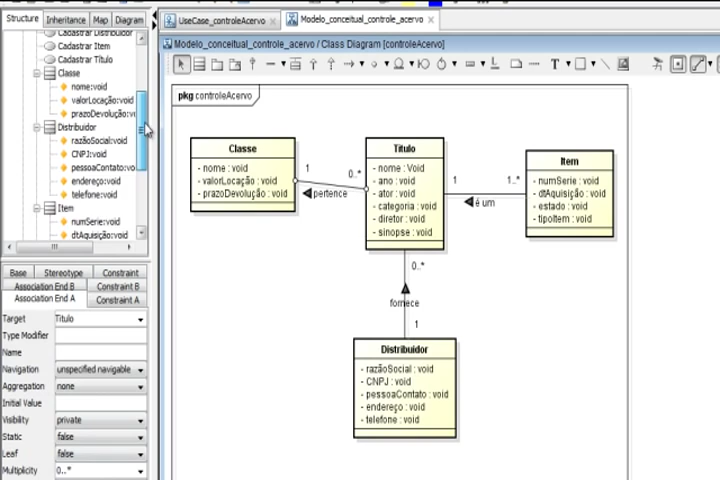 Structure Inheritance Map Diagram
UseCase_controleAcervo
Modelo_conceitual_controle_acervo
Modelo_conceitual_controle_acervo / Class Diagram [controleAcervo]
Cadastrar Distribuidor
Cadastrar Item
Cadastrar Título
Classe
nome:void
valorLocação:void
prazoDevolução:vo
Distribuidor
razãoSocial:void
CNPJ:void
pessoaContato:vo
endereço:void
telefone:void
Item
numSerie:void
dtAquisição:void
Base Stereotype Constraint
Association End B Constraint B
Association End A Constraint A
Target Titulo
Type Modifier
Name
Navigation unspecified navigable
Aggregation none
Initial Value
Visibility private
Static false
Leaf false
Multiplicity 0..*
pkg controleAcervo
Classe
- nome : void
- valorLocação : void
- prazoDevolução : void
1
0..*
pertence
Titulo
- nome : Void
- ano : void
- ator : void
- categoria : void
- diretor : void
- sinopse : void
1
1..*
é um
Item
- numSerie : void
- dtAquisição : void
- estado : void
- tipoItem : void
0..*
fornece
1
Distribuidor
- razãoSocial : void
- CNPJ : void
- pessoaContato : void
- endereço : void
- telefone : void